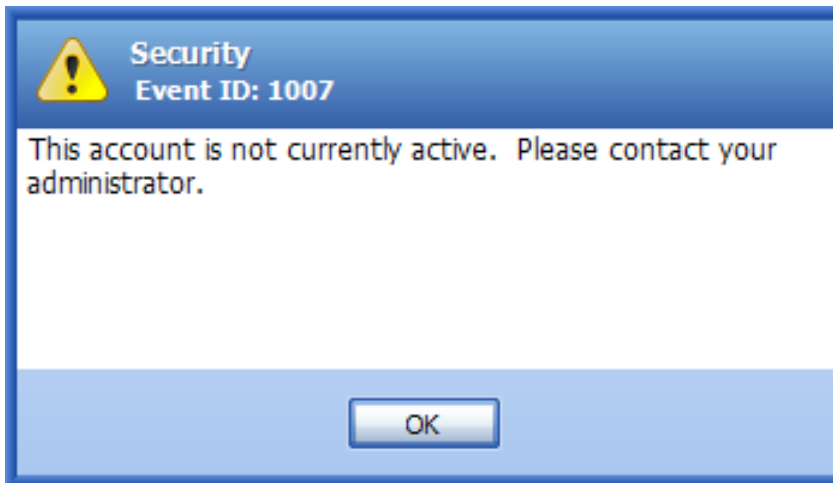 Security
Event ID: 1007
This account is not currently active.  Please contact your
administrator.
OK